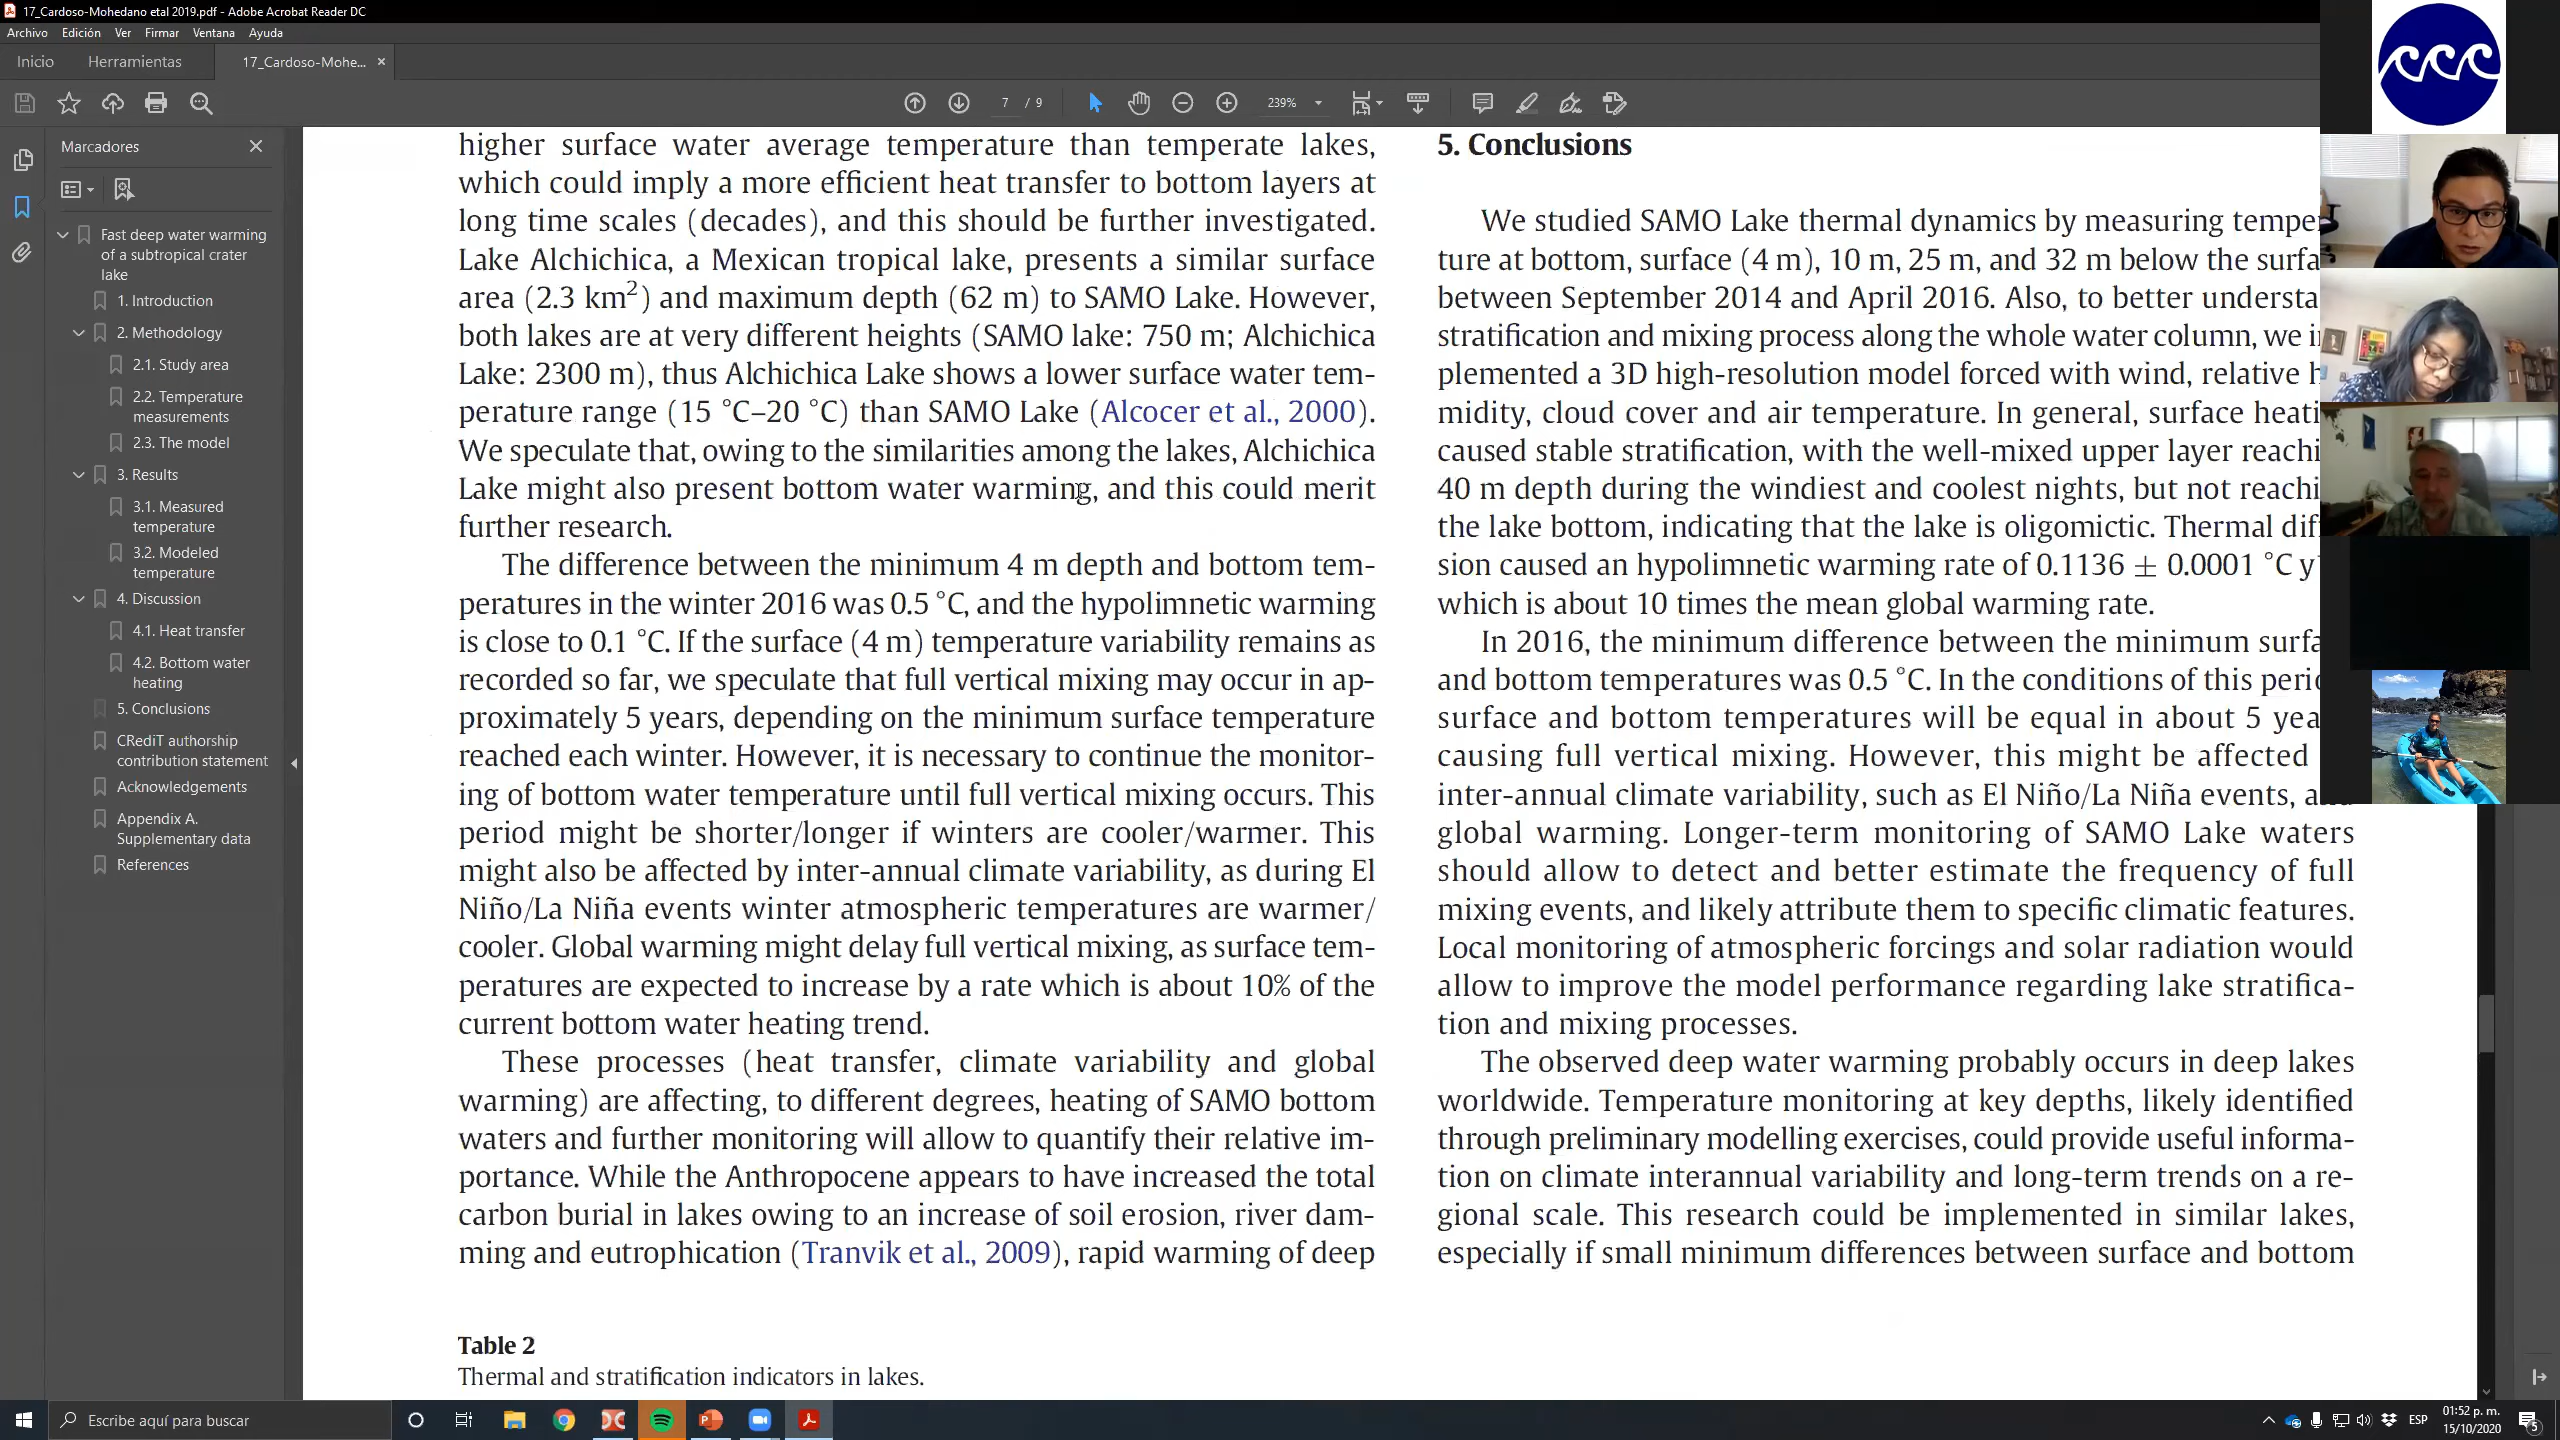 17_Cardoso-Mohedano etal 2019.pdf - Adobe Acrobat Reader DC
Archivo Edición Ver Firmar Ventana Ayuda
Inicio Herramientas 17_Cardoso-Mohe... ×
7 / 9 239%
Marcadores
Fast deep water warming
of a subtropical crater
lake
1. Introduction
2. Methodology
2.1. Study area
2.2. Temperature
measurements
2.3. The model
3. Results
3.1. Measured
temperature
3.2. Modeled
temperature
4. Discussion
4.1. Heat transfer
4.2. Bottom water
heating
5. Conclusions
CRediT authorship
contribution statement
Acknowledgements
Appendix A.
Supplementary data
References
higher surface water average temperature than temperate lakes,
which could imply a more efficient heat transfer to bottom layers at
long time scales (decades), and this should be further investigated.
Lake Alchichica, a Mexican tropical lake, presents a similar surface
area (2.3 km²) and maximum depth (62 m) to SAMO Lake. However,
both lakes are at very different heights (SAMO lake: 750 m; Alchichica
Lake: 2300 m), thus Alchichica Lake shows a lower surface water tem-
perature range (15 °C–20 °C) than SAMO Lake (Alcocer et al., 2000).
We speculate that, owing to the similarities among the lakes, Alchichica
Lake might also present bottom water warming, and this could merit
further research.
The difference between the minimum 4 m depth and bottom tem-
peratures in the winter 2016 was 0.5 °C, and the hypolimnetic warming
is close to 0.1 °C. If the surface (4 m) temperature variability remains as
recorded so far, we speculate that full vertical mixing may occur in ap-
proximately 5 years, depending on the minimum surface temperature
reached each winter. However, it is necessary to continue the monitor-
ing of bottom water temperature until full vertical mixing occurs. This
period might be shorter/longer if winters are cooler/warmer. This
might also be affected by inter-annual climate variability, as during El
Niño/La Niña events winter atmospheric temperatures are warmer/
cooler. Global warming might delay full vertical mixing, as surface tem-
peratures are expected to increase by a rate which is about 10% of the
current bottom water heating trend.
These processes (heat transfer, climate variability and global
warming) are affecting, to different degrees, heating of SAMO bottom
waters and further monitoring will allow to quantify their relative im-
portance. While the Anthropocene appears to have increased the total
carbon burial in lakes owing to an increase of soil erosion, river dam-
ming and eutrophication (Tranvik et al., 2009), rapid warming of deep
Table 2
Thermal and stratification indicators in lakes.
5. Conclusions
We studied SAMO Lake thermal dynamics by measuring tempe
ture at bottom, surface (4 m), 10 m, 25 m, and 32 m below the surfa
between September 2014 and April 2016. Also, to better understa
stratification and mixing process along the whole water column, we i
plemented a 3D high-resolution model forced with wind, relative h
midity, cloud cover and air temperature. In general, surface heati
caused stable stratification, with the well-mixed upper layer reachi
40 m depth during the windiest and coolest nights, but not reachi
the lake bottom, indicating that the lake is oligomictic. Thermal dif
sion caused an hypolimnetic warming rate of 0.1136 ± 0.0001 °C y
which is about 10 times the mean global warming rate.
In 2016, the minimum difference between the minimum surfa
and bottom temperatures was 0.5 °C. In the conditions of this peri
surface and bottom temperatures will be equal in about 5 yea
causing full vertical mixing. However, this might be affected
inter-annual climate variability, such as El Niño/La Niña events, a
global warming. Longer-term monitoring of SAMO Lake waters
should allow to detect and better estimate the frequency of full
mixing events, and likely attribute them to specific climatic features.
Local monitoring of atmospheric forcings and solar radiation would
allow to improve the model performance regarding lake stratifica-
tion and mixing processes.
The observed deep water warming probably occurs in deep lakes
worldwide. Temperature monitoring at key depths, likely identified
through preliminary modelling exercises, could provide useful informa-
tion on climate interannual variability and long-term trends on a re-
gional scale. This research could be implemented in similar lakes,
especially if small minimum differences between surface and bottom
Escribe aquí para buscar
ESP
01:52 p. m.
15/10/2020
5